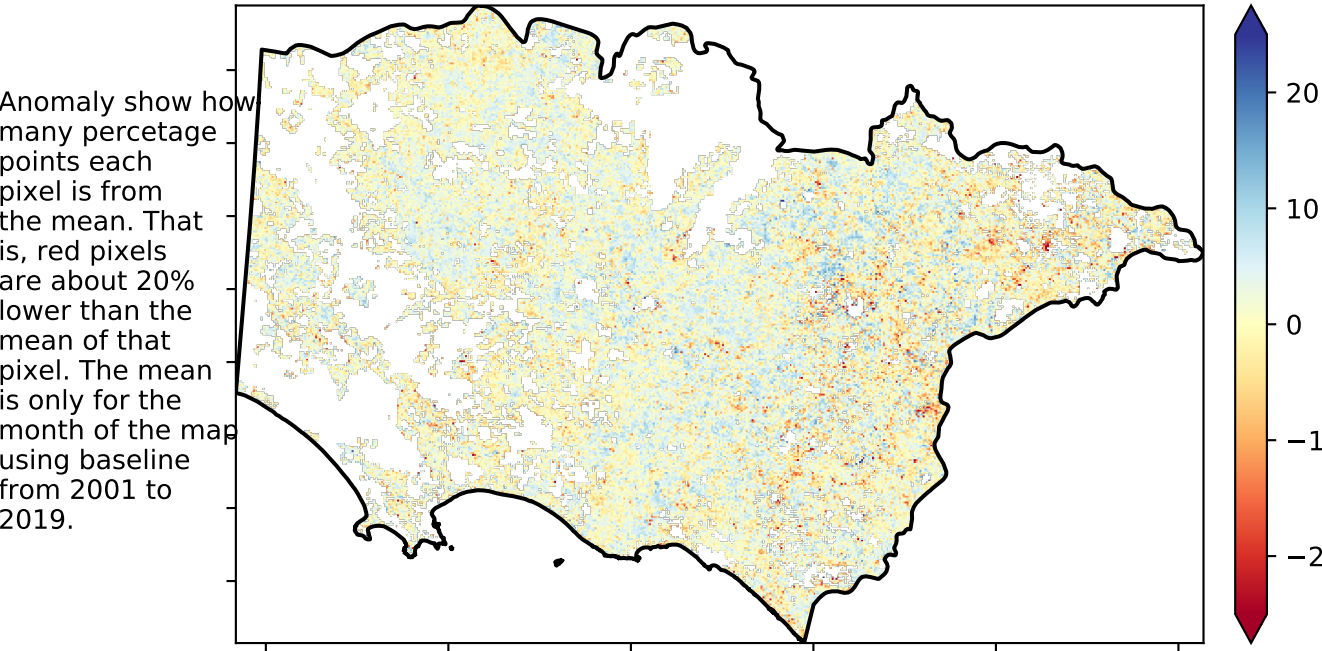 Anomaly show how
many percetage
points each
pixel is from
the mean. That
is, red pixels
are about 20%
lower than the
mean of that
pixel. The mean
is only for the
month of the map
using baseline
from 2001 to
2019.
20
10
0
−1
−2